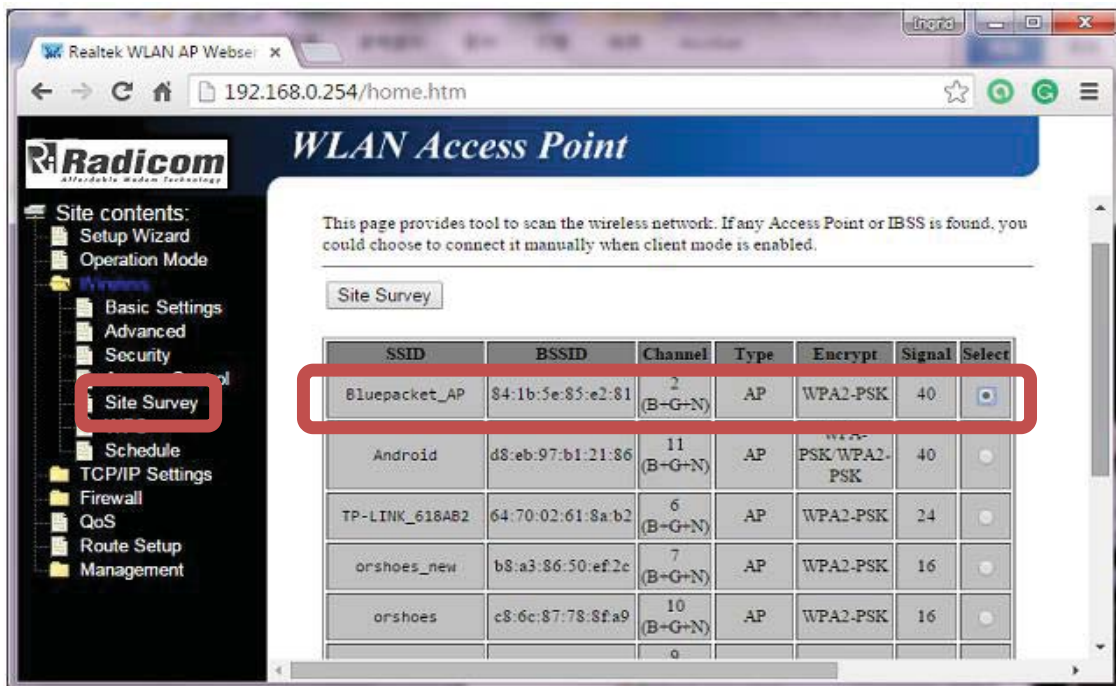 Ingrid
Realtek WLAN AP Webser
192.168.0.254/home.htm
Radicom
Affordable Modem Technology
WLAN Access Point
Site contents:
Setup Wizard
Operation Mode
Wireless
Basic Settings
Advanced
Security
Site Survey
Schedule
TCP/IP Settings
Firewall
QoS
Route Setup
Management
This page provides tool to scan the wireless network. If any Access Point or IBSS is found, you
could choose to connect it manually when client mode is enabled.
Site Survey
SSID BSSID Channel Type Encrypt Signal Select
Bluepacket_AP 84:1b:5e:85:e2:81 2 (B+G+N) AP WPA2-PSK 40
Android d8:eb:97:b1:21:86 11 (B+G+N) AP WPA-PSK/WPA2-PSK 40
TP-LINK_618AB2 64:70:02:61:8a:b2 6 (B+G+N) AP WPA2-PSK 24
orshoes_new b8:a3:86:50:ef:2c 7 (B+G+N) AP WPA2-PSK 16
orshoes c8:6c:87:78:8f:a9 10 (B+G+N) AP WPA2-PSK 16
9